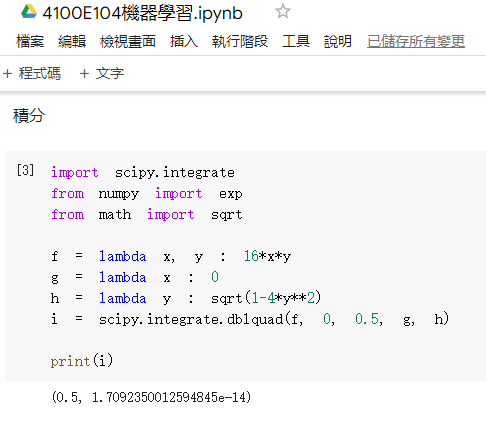 4100E104機器學習.ipynb
檔案 編輯 檢視畫面 插入 執行階段 工具 說明 已儲存所有變更
+ 程式碼 + 文字
積分
[3] import scipy.integrate
from numpy import exp
from math import sqrt
f = lambda x, y : 16*x*y
g = lambda x : 0
h = lambda y : sqrt(1-4*y**2)
i = scipy.integrate.dblquad(f, 0, 0.5, g, h)
print(i)
(0.5, 1.7092350012594845e-14)